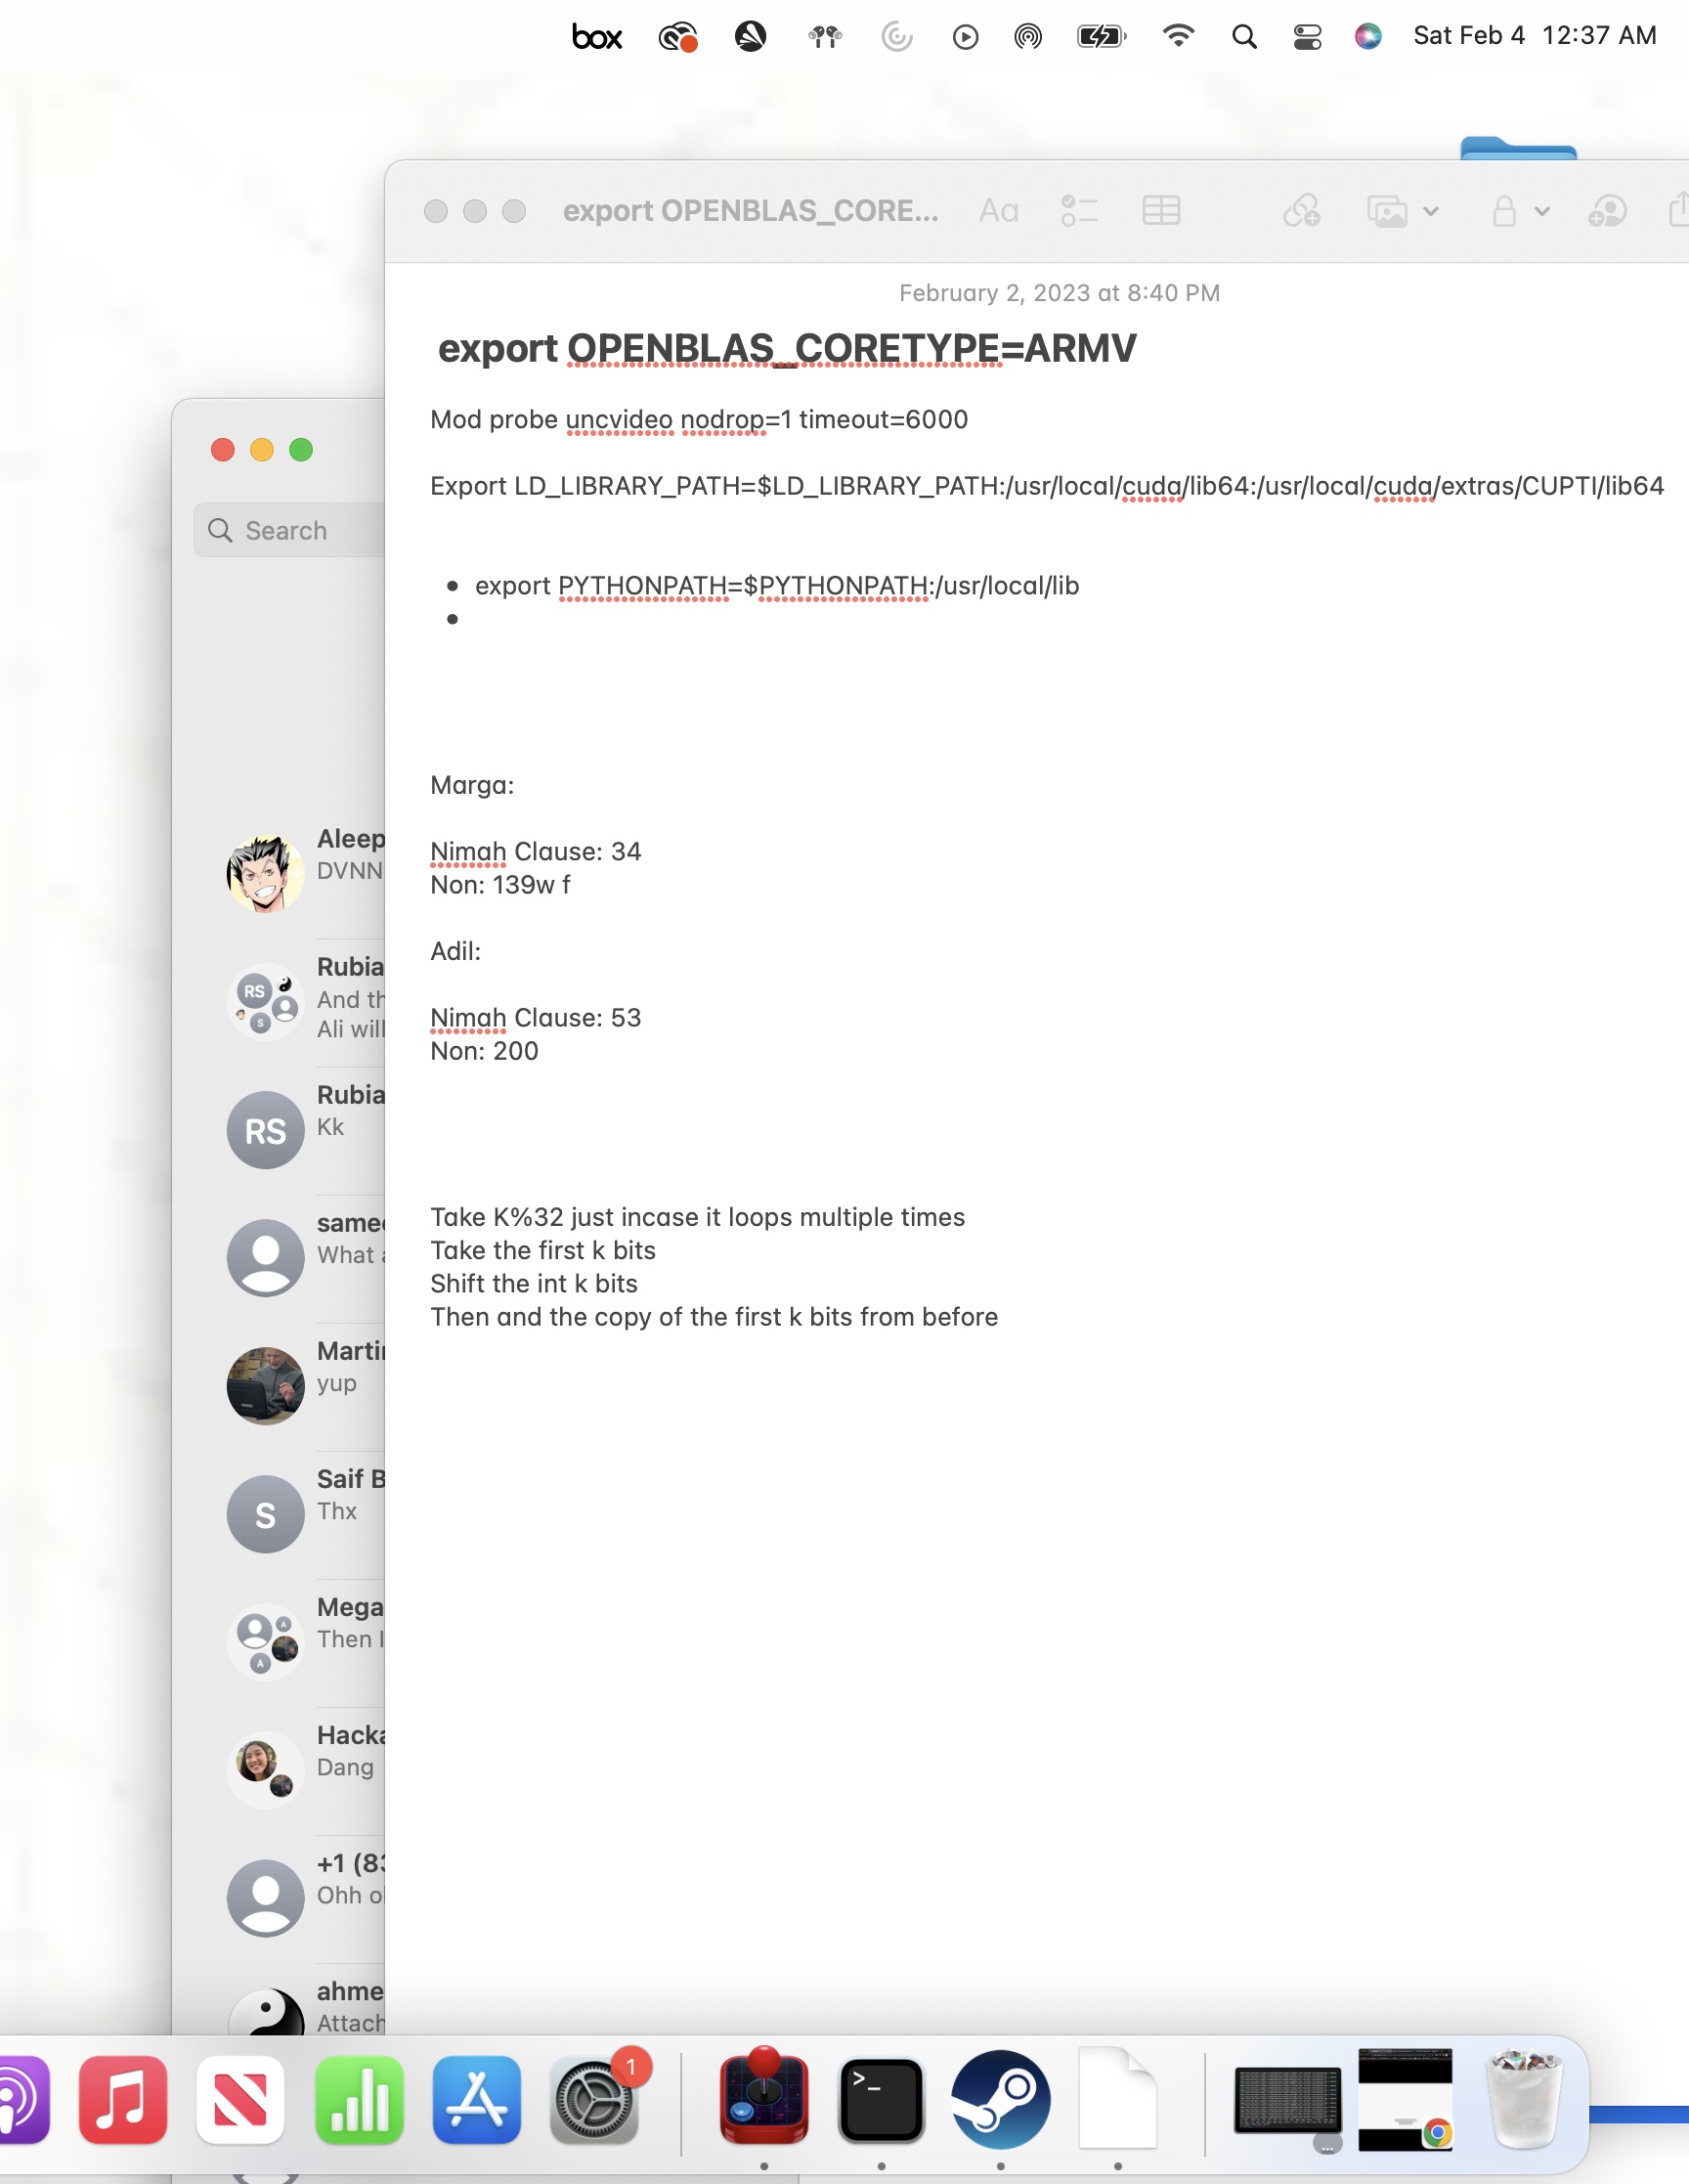 box
Sat Feb 4 12:37 AM
export OPENBLAS_CORE...
Aa
February 2, 2023 at 8:40 PM
export OPENBLAS_CORETYPE=ARMV
Mod probe uncvideo nodrop=1 timeout=6000
Export LD_LIBRARY_PATH=$LD_LIBRARY_PATH:/usr/local/cuda/lib64:/usr/local/cuda/extras/CUPTI/lib64
• export PYTHONPATH=$PYTHONPATH:/usr/local/lib
•
Marga:
Nimah Clause: 34
Non: 139w f
Adil:
Nimah Clause: 53
Non: 200
Take K%32 just incase it loops multiple times
Take the first k bits
Shift the int k bits
Then and the copy of the first k bits from before
Search
Aleep
DVNN
Rubia
RS
S
And th
Ali will
Rubia
RS
Kk
same
What
Marti
yup
Saif B
S
Thx
Mega
A
A
Then I
Hacka
Dang
+1 (83
Ohh o
ahme
Attach
1
>_